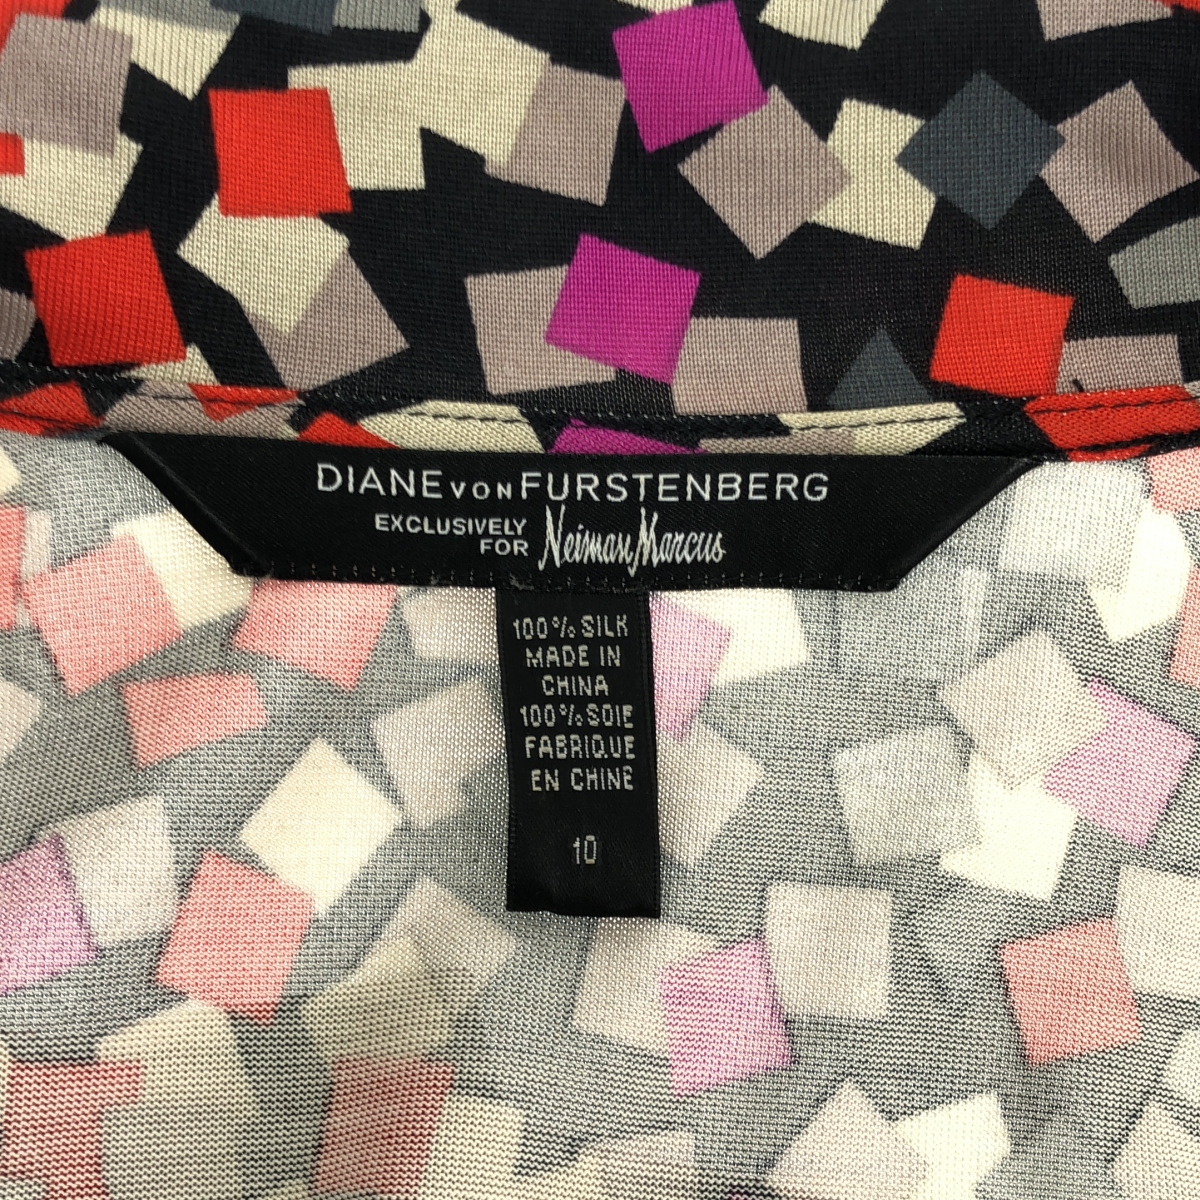 DIANE VON FURSTENBERG
EXCLUSIVELY FOR Neiman Marcus
100% SILK
MADE IN
CHINA
100% SOIE
FABRIQUE
EN CHINE
10